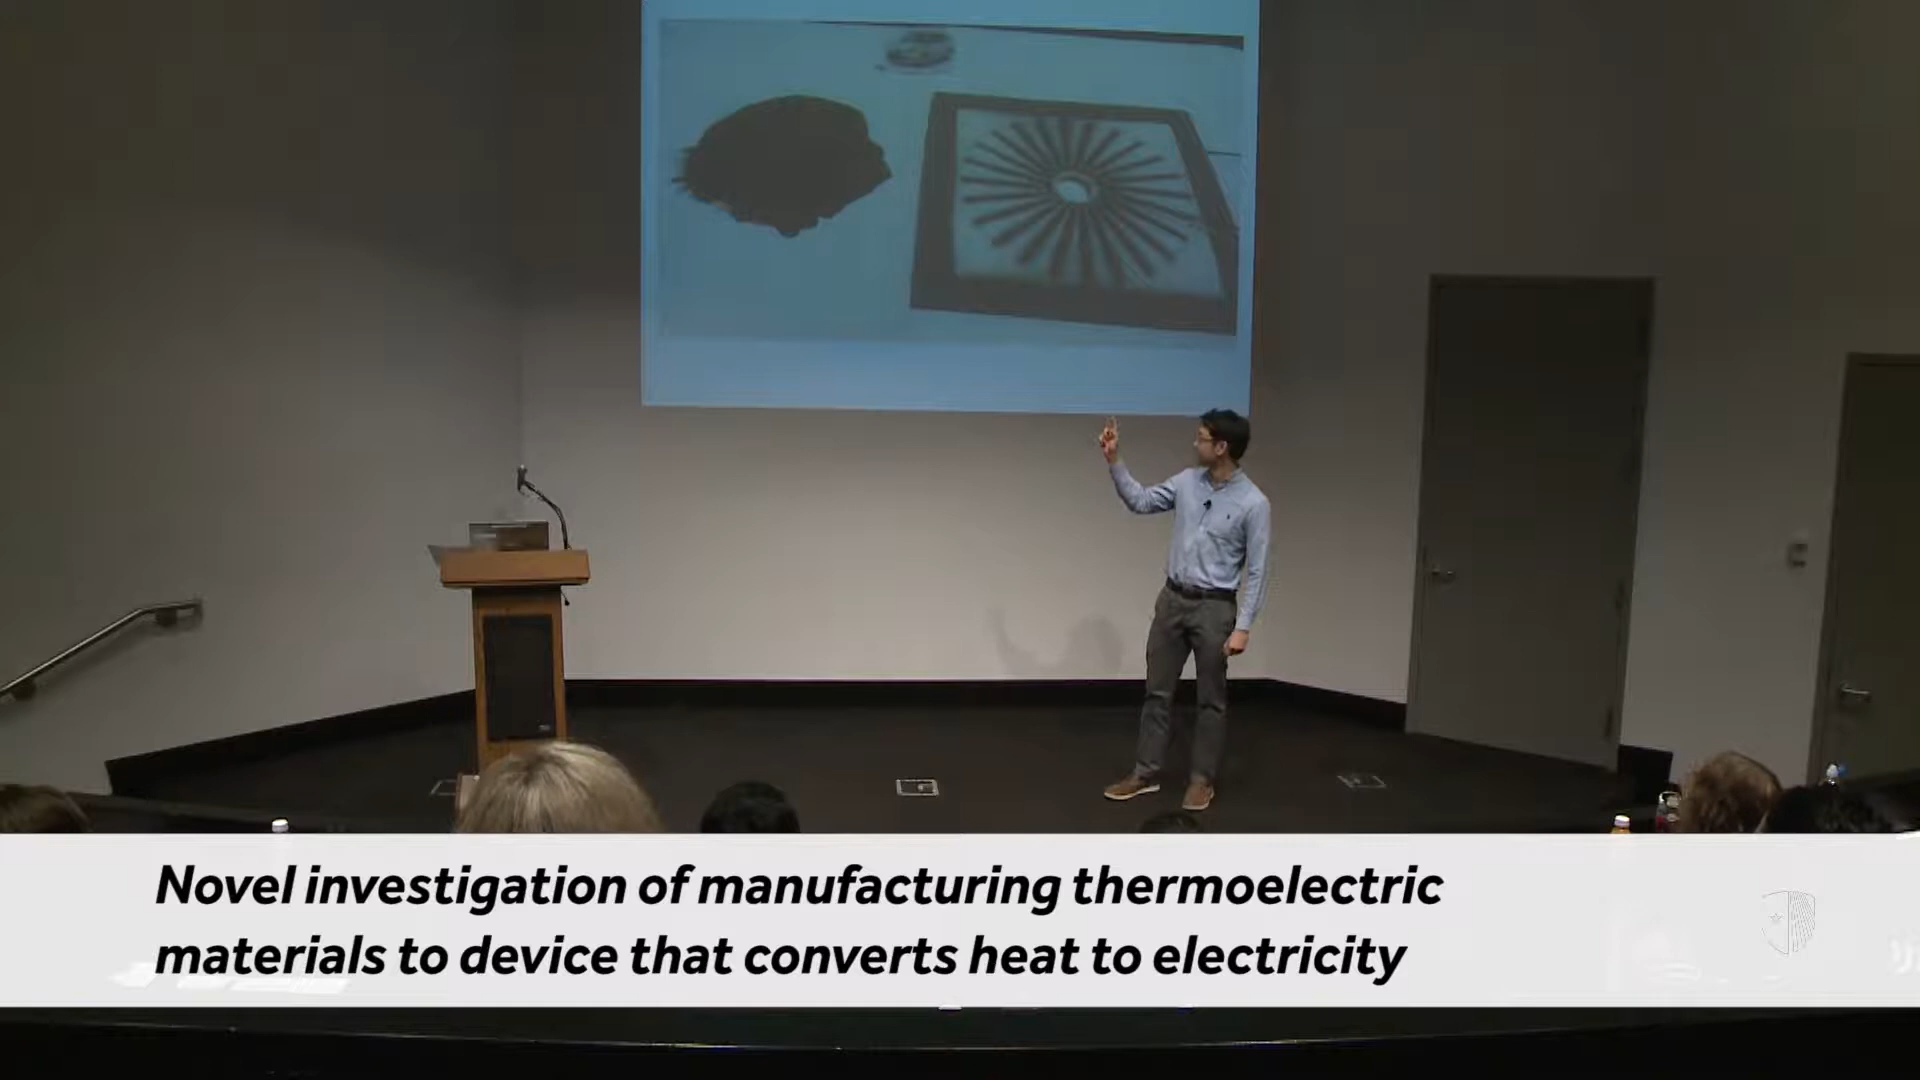 Novel investigation of manufacturing thermoelectric
materials to device that converts heat to electricity